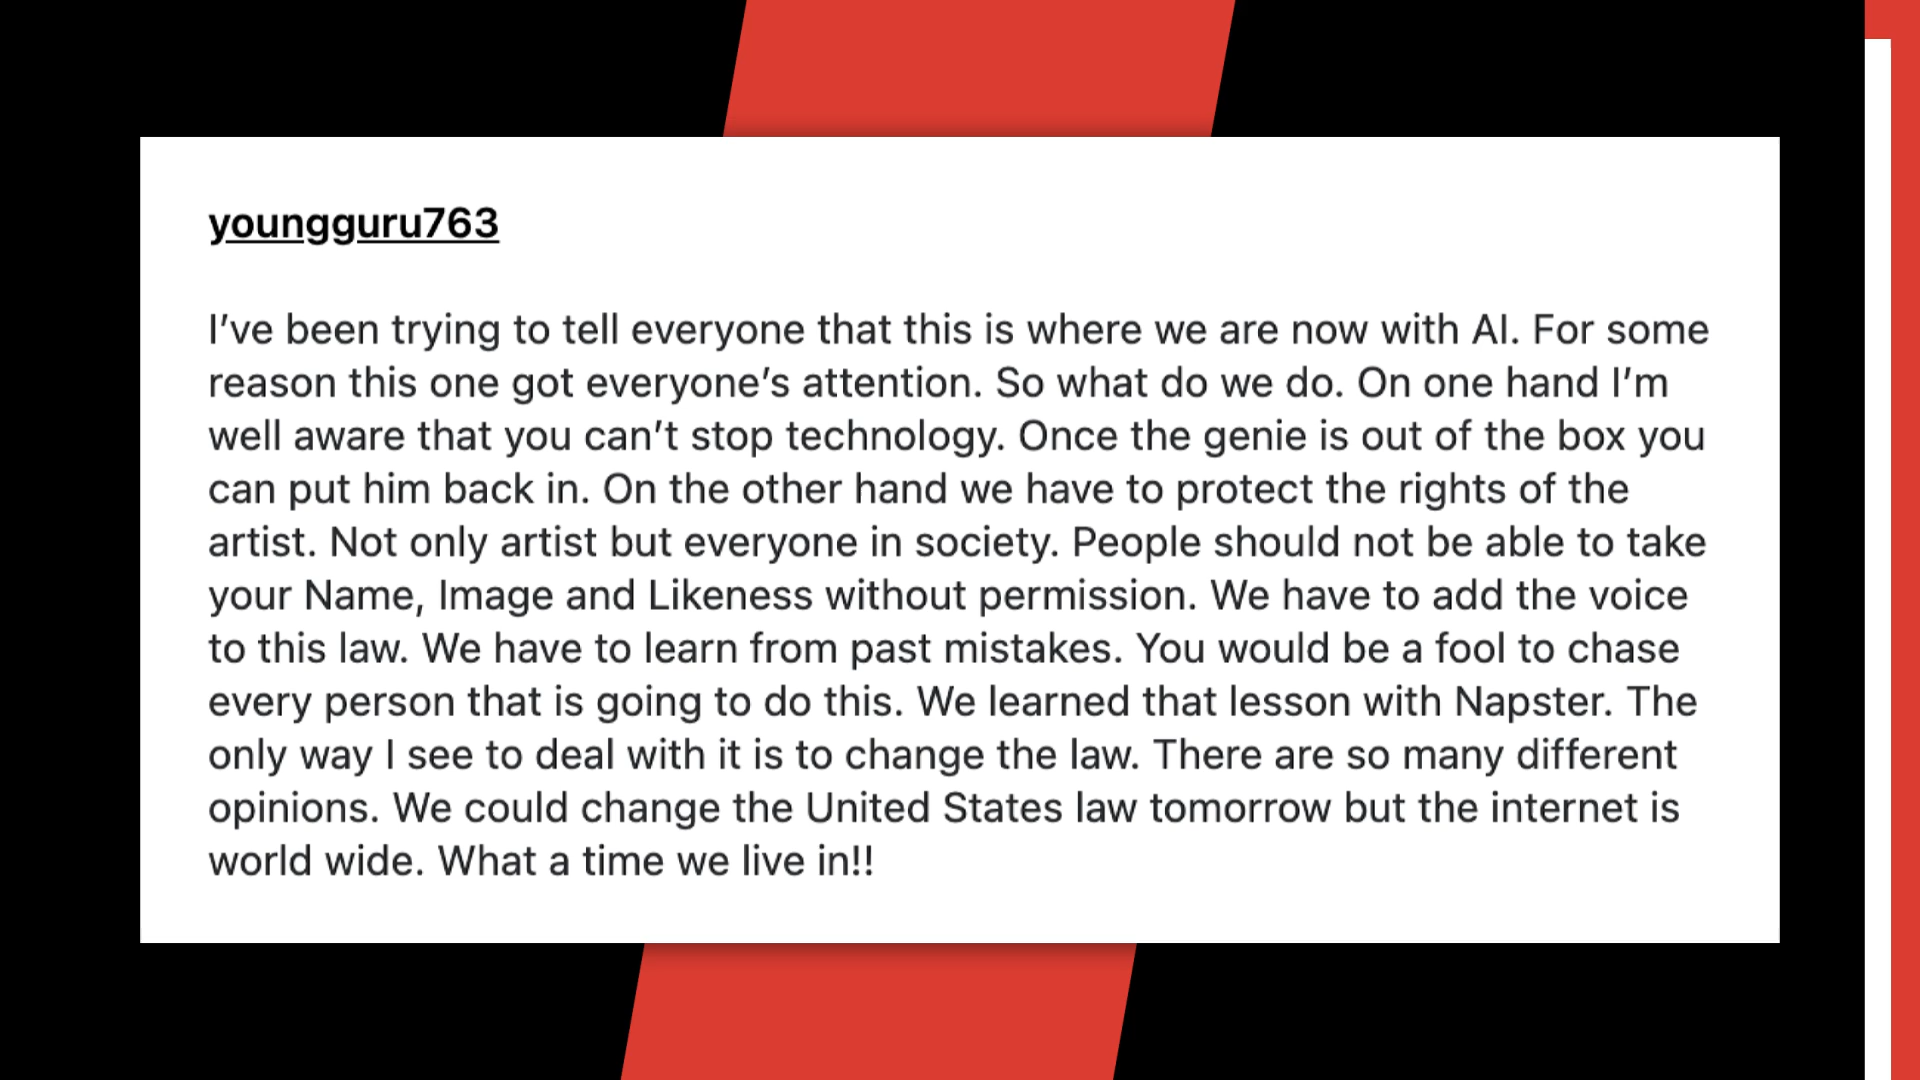 youngguru763
I’ve been trying to tell everyone that this is where we are now with AI. For some
reason this one got everyone’s attention. So what do we do. On one hand I’m
well aware that you can’t stop technology. Once the genie is out of the box you
can put him back in. On the other hand we have to protect the rights of the
artist. Not only artist but everyone in society. People should not be able to take
your Name, Image and Likeness without permission. We have to add the voice
to this law. We have to learn from past mistakes. You would be a fool to chase
every person that is going to do this. We learned that lesson with Napster. The
only way I see to deal with it is to change the law. There are so many different
opinions. We could change the United States law tomorrow but the internet is
world wide. What a time we live in!!